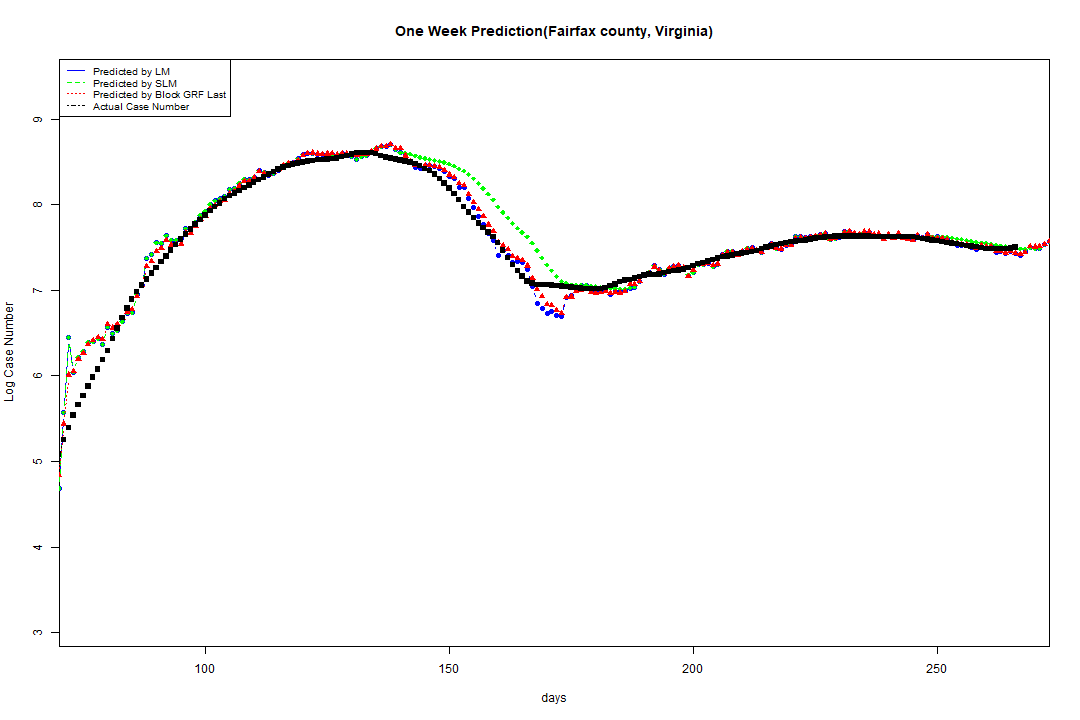 One Week Prediction(Fairfax county, Virginia)
Predicted by LM
Predicted by SLM
Predicted by Block GRF Last
Actual Case Number
9
8
7
6
5
4
3
Log Case Number
100 150 200 250
days